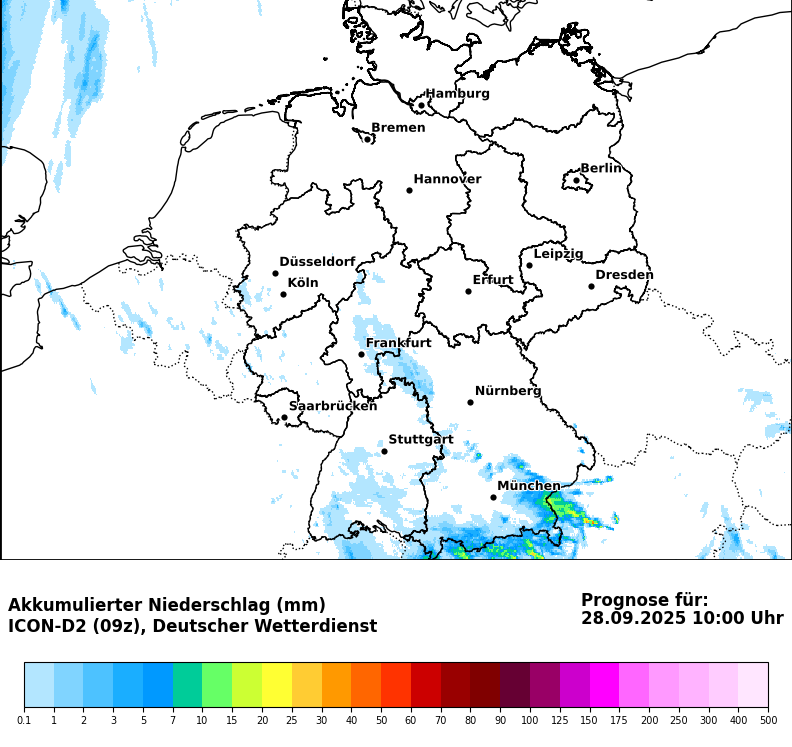 Hamburg
Bremen
Berlin
Hannover
Leipzig
Düsseldorf
Dresden
Köln
Erfurt
Frankfurt
Nürnberg
Saarbrücken
Stuttgart
München
Akkumulierter Niederschlag (mm)
ICON-D2 (09z), Deutscher Wetterdienst
Prognose für:
28.09.2025 10:00 Uhr
0.1 1 2 3 5 7 10 15 20 25 30 40 50 60 70 80 90 100 125 150 175 200 250 300 400 500